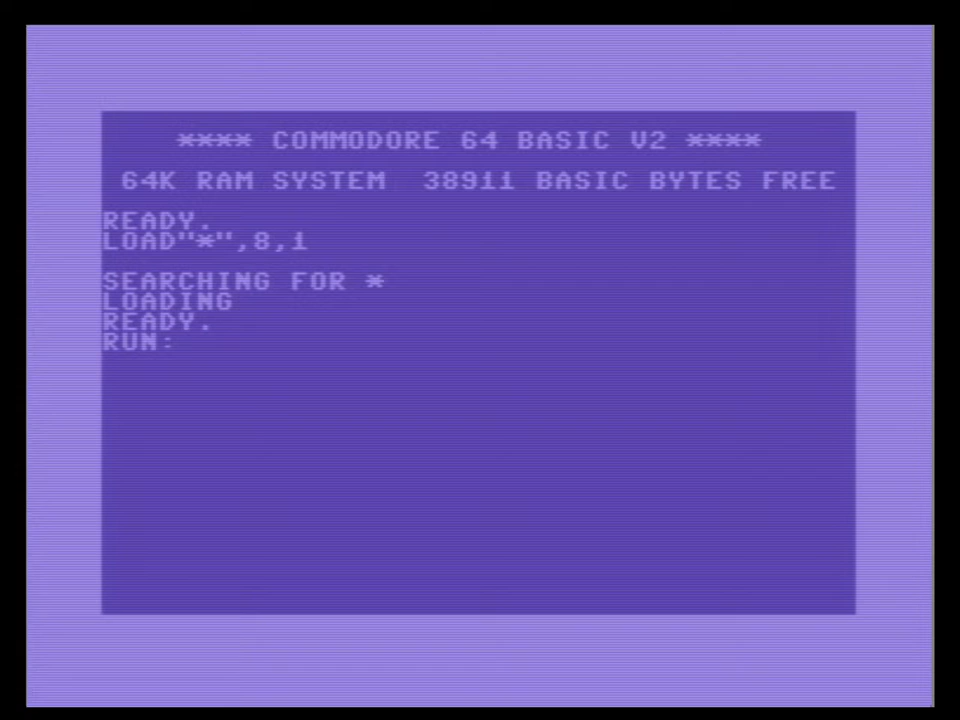 **** COMMODORE 64 BASIC V2 ****
64K RAM SYSTEM  38911 BASIC BYTES FREE
READY.
LOAD"*",8,1
SEARCHING FOR *
LOADING
READY.
RUN: